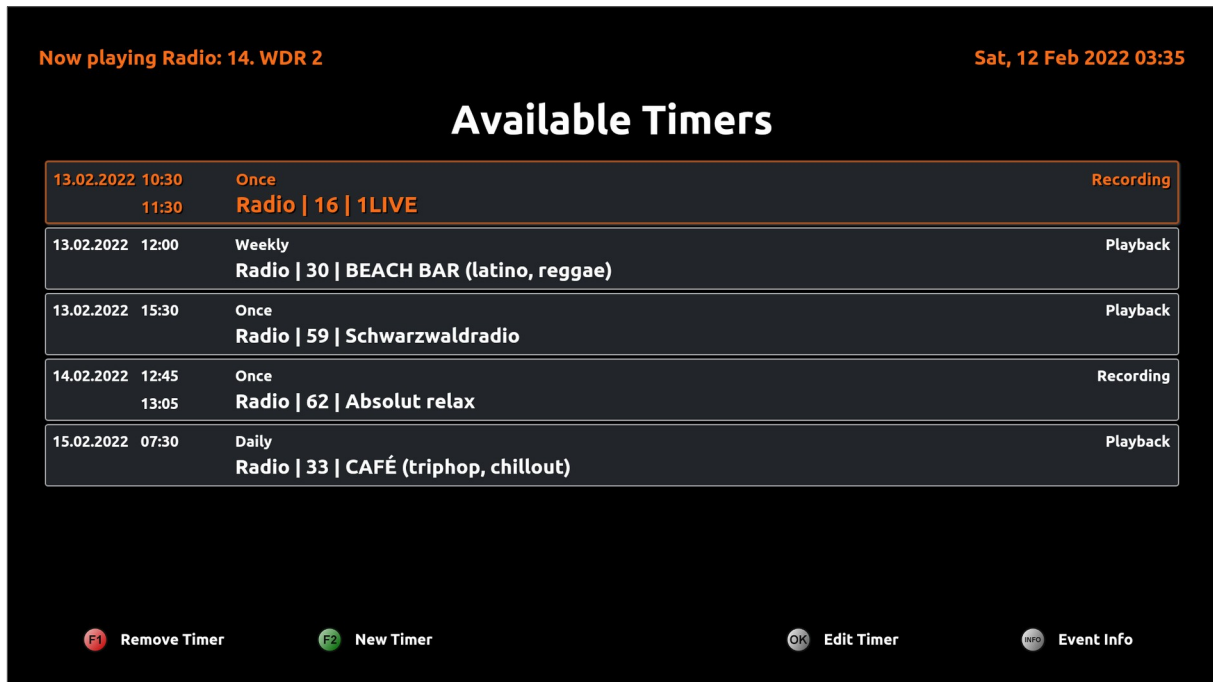 Now playing Radio: 14. WDR 2 Sat, 12 Feb 2022 03:35
Available Timers
13.02.2022 10:30 Once Recording
11:30 Radio | 16 | 1LIVE
13.02.2022 12:00 Weekly Playback
Radio | 30 | BEACH BAR (latino, reggae)
13.02.2022 15:30 Once Playback
Radio | 59 | Schwarzwaldradio
14.02.2022 12:45 Once Recording
13:05 Radio | 62 | Absolut relax
15.02.2022 07:30 Daily Playback
Radio | 33 | CAFÉ (triphop, chillout)
F1 Remove Timer F2 New Timer OK Edit Timer INFO Event Info